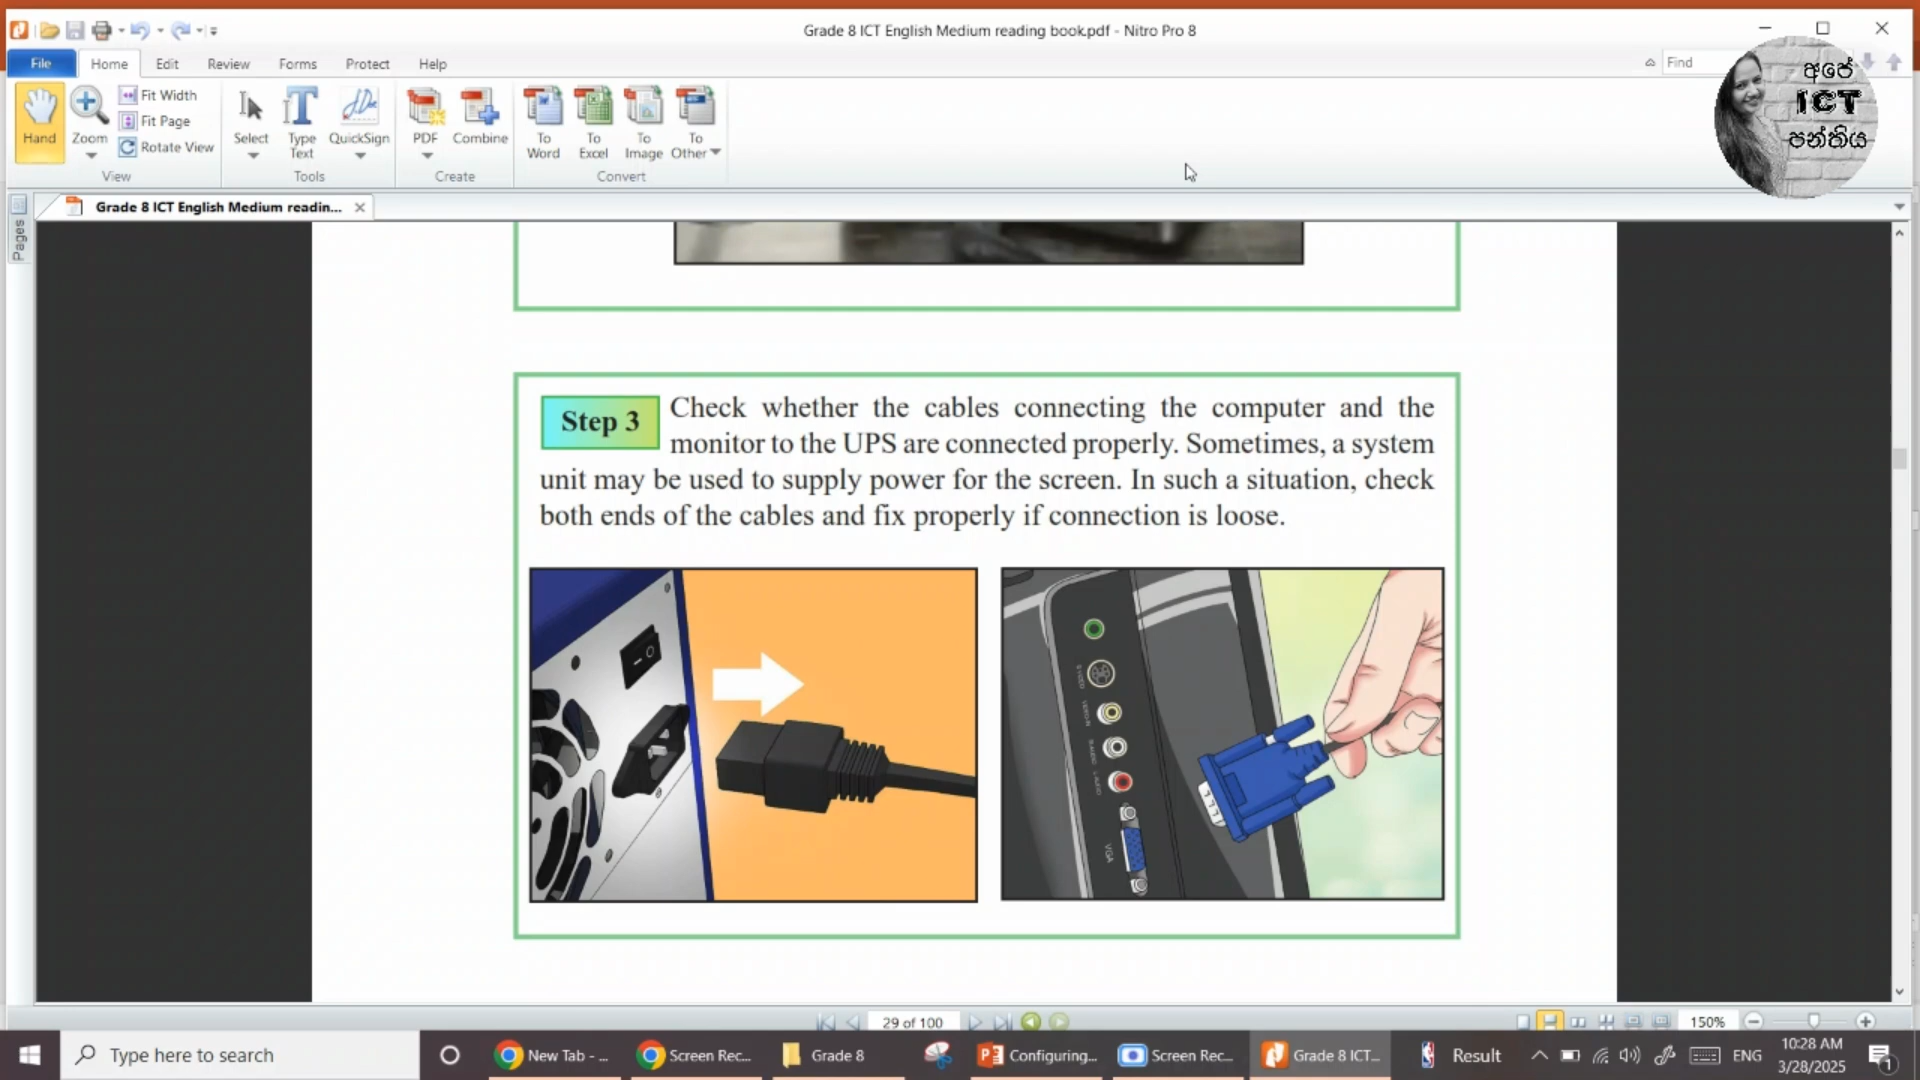 Grade 8 ICT English Medium reading book.pdf - Nitro Pro 8
File Home Edit Review Forms Protect Help
Find
අපේ
ICT
පන්තිය
Hand
Zoom
Fit Width
Fit Page
Rotate View
Select
Type Text
QuickSign
PDF
Combine
To Word
To Excel
To Image
To Other
View Tools Create Convert
Pages
Grade 8 ICT English Medium readin...
Step 3
Check whether the cables connecting the computer and the
monitor to the UPS are connected properly. Sometimes, a system
unit may be used to supply power for the screen. In such a situation, check
both ends of the cables and fix properly if connection is loose.
VGA
29 of 100
150%
Type here to search
New Tab - ...
Screen Rec...
Grade 8
Configuring...
Screen Rec...
Grade 8 ICT...
Result
ENG
10:28 AM
3/28/2025
1